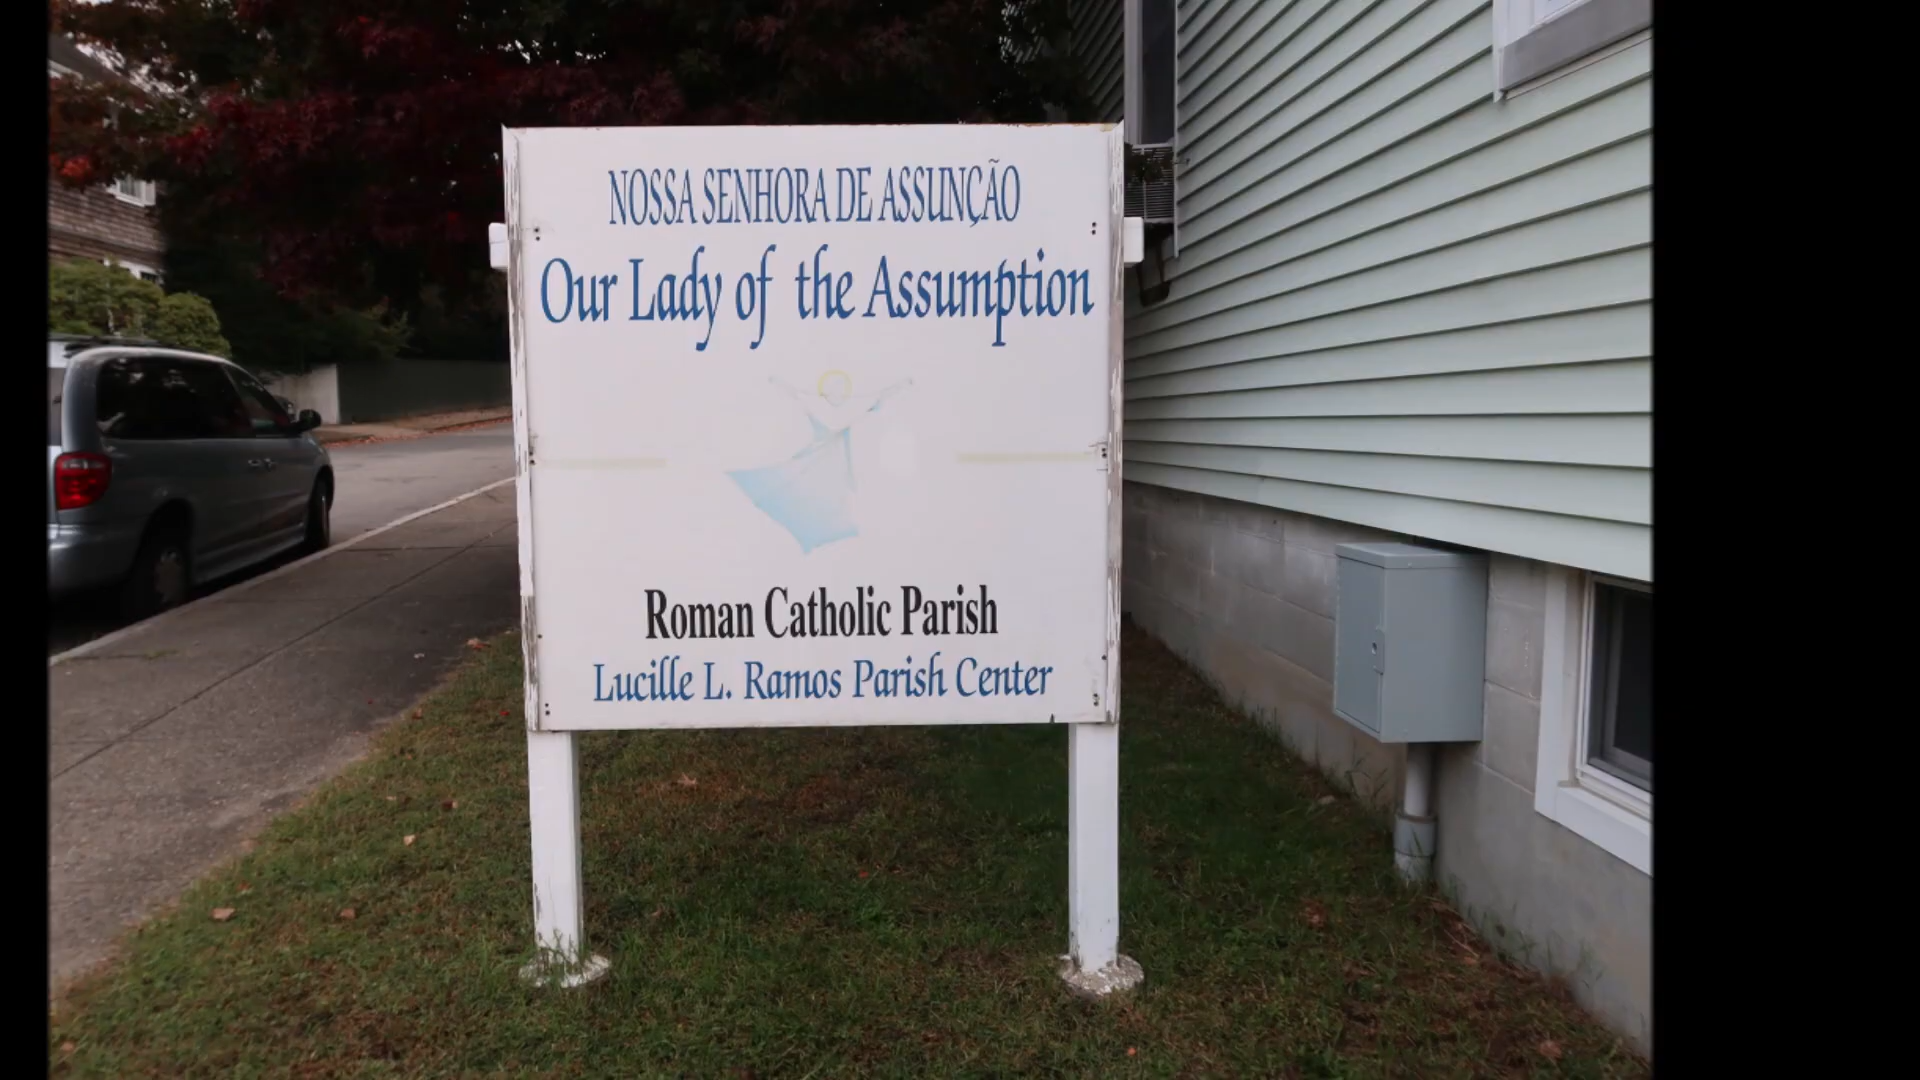 NOSSA SENHORA DE ASSUNÇÃO
Our Lady of the Assumption
Roman Catholic Parish
Lucille L. Ramos Parish Center